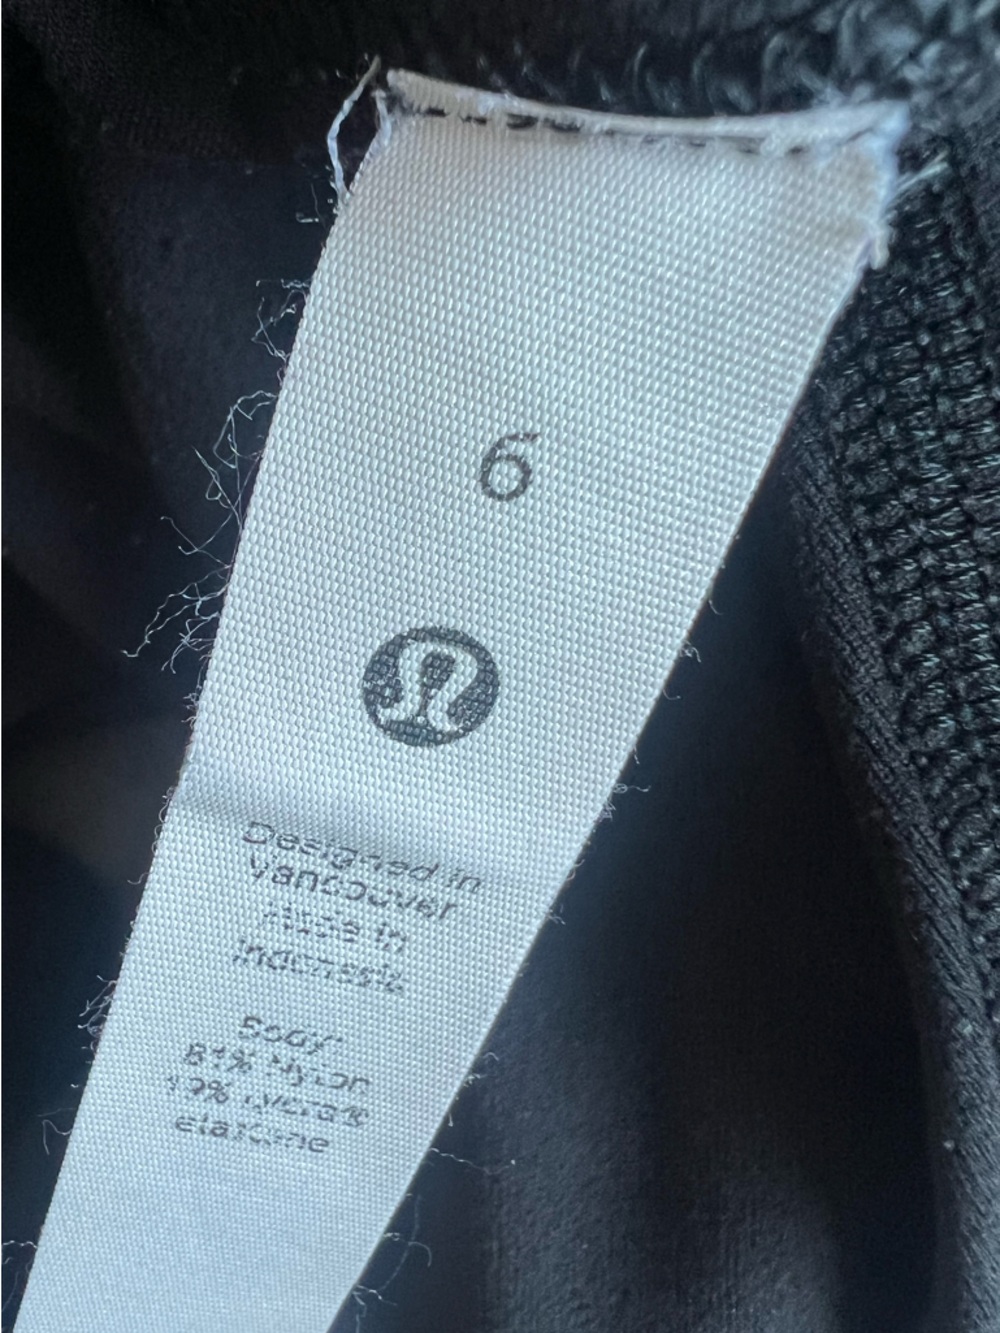 6
Designed in
Vancouver
Made in
Indonesia
Body:
81% Nylon
19% Lycra®
elastane